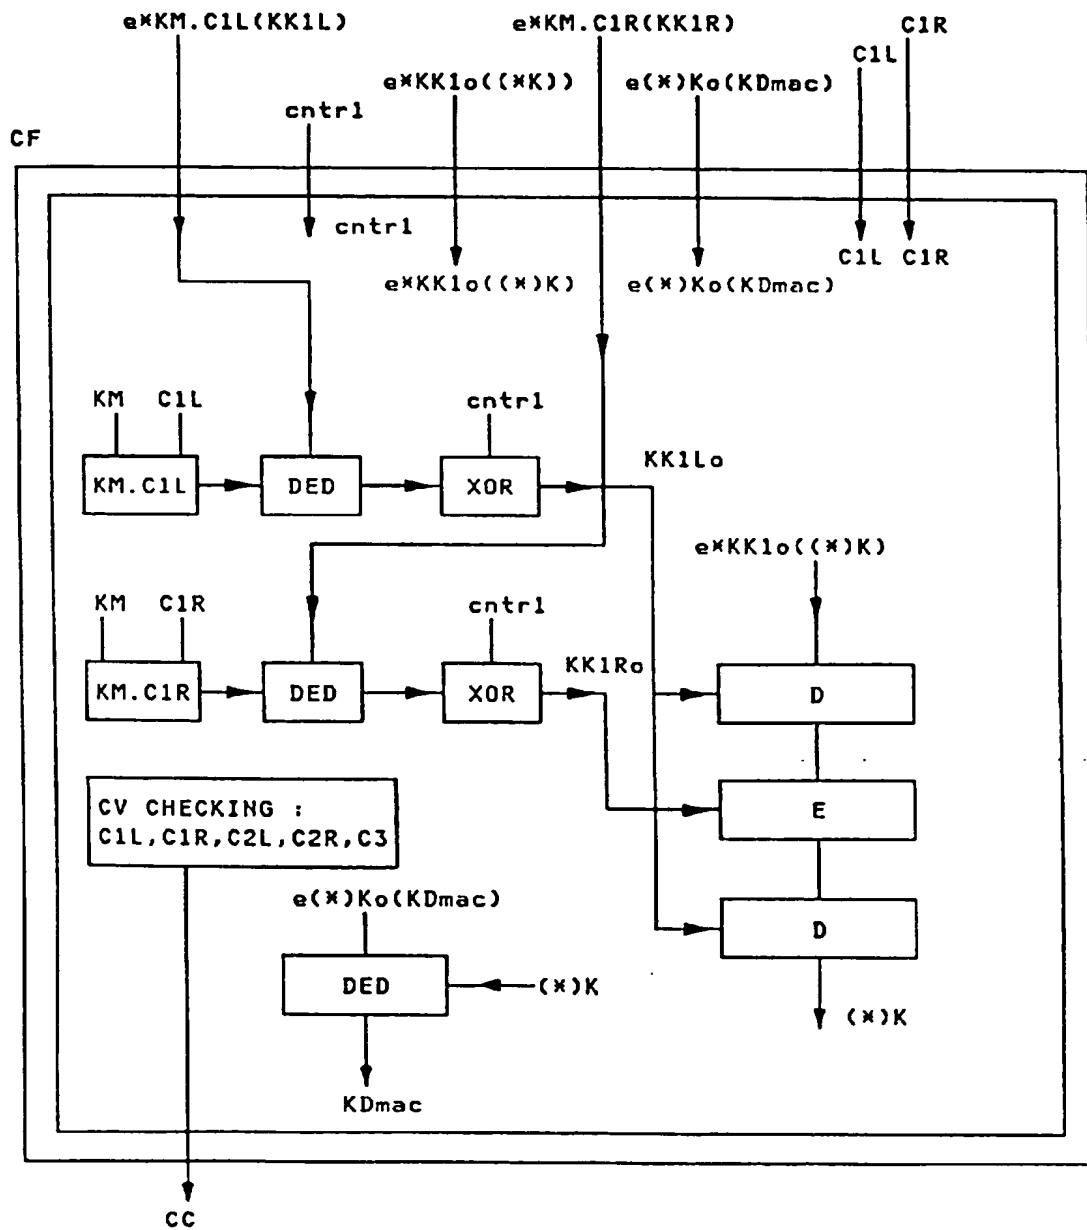 e*KM.C1L(KK1L) e*KM.C1R(KK1R) C1R
C1L
e*KK1o((*K)) e(*)Ko(KDmac)
cntrl
CF
cntrl
C1L C1R
e*KK1o((*)K) e(*)Ko(KDmac)
KM C1L cntrl
KK1Lo
KM.C1L DED XOR
e*KK1o((*)K)
KM C1R cntrl
KK1Ro
KM.C1R DED XOR D
CV CHECKING :
C1L,C1R,C2L,C2R,C3
E
e(*)Ko(KDmac)
D
DED (*)K
(*)K
KDmac
CC